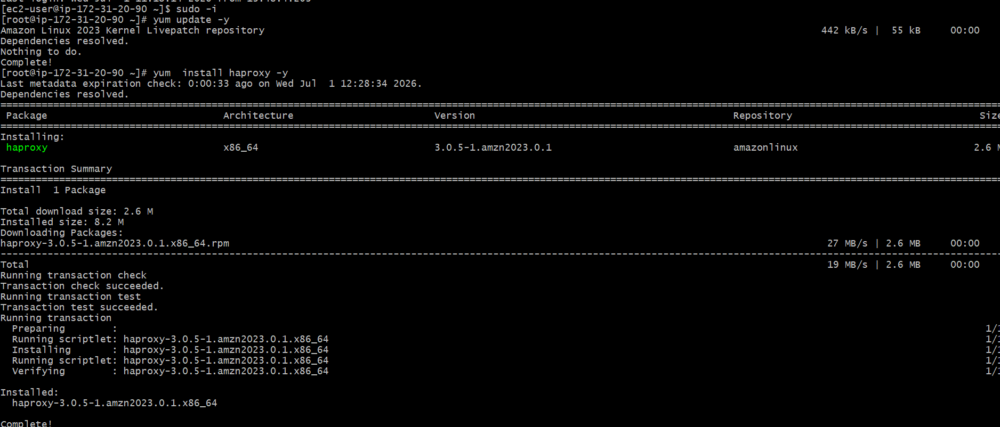 [ec2-user@ip-172-31-20-90 ~]$ sudo -i
[root@ip-172-31-20-90 ~]# yum update -y
Amazon Linux 2023 Kernel Livepatch repository 442 kB/s | 55 kB 00:00
Dependencies resolved.
Nothing to do.
Complete!
[root@ip-172-31-20-90 ~]# yum  install haproxy -y
Last metadata expiration check: 0:00:33 ago on Wed Jul  1 12:28:34 2026.
Dependencies resolved.
Package Architecture Version Repository Size
Installing:
haproxy x86_64 3.0.5-1.amzn2023.0.1 amazonlinux 2.6 M
Transaction Summary
Install  1 Package
Total download size: 2.6 M
Installed size: 8.2 M
Downloading Packages:
haproxy-3.0.5-1.amzn2023.0.1.x86_64.rpm 27 MB/s | 2.6 MB 00:00
Total 19 MB/s | 2.6 MB 00:00
Running transaction check
Transaction check succeeded.
Running transaction test
Transaction test succeeded.
Running transaction
Preparing : 1/1
Running scriptlet: haproxy-3.0.5-1.amzn2023.0.1.x86_64 1/1
Installing : haproxy-3.0.5-1.amzn2023.0.1.x86_64 1/1
Running scriptlet: haproxy-3.0.5-1.amzn2023.0.1.x86_64 1/1
Verifying : haproxy-3.0.5-1.amzn2023.0.1.x86_64 1/1
Installed:
haproxy-3.0.5-1.amzn2023.0.1.x86_64
Complete!